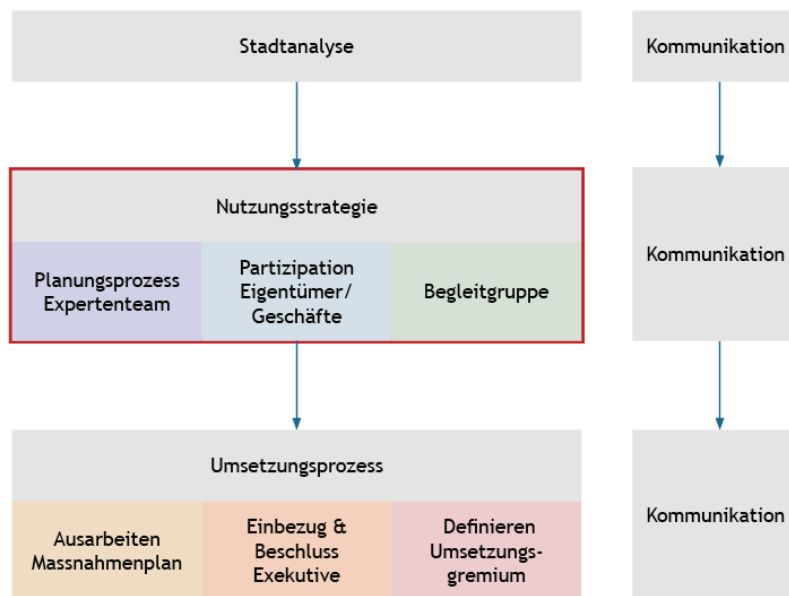 Stadtanalyse
Kommunikation
Nutzungsstrategie
Planungsprozess
Expertenteam
Partizipation
Eigentümer/
Geschäfte
Begleitgruppe
Kommunikation
Umsetzungsprozess
Ausarbeiten
Massnahmenplan
Einbezug &
Beschluss
Exekutive
Definieren
Umsetzungs-
gremium
Kommunikation